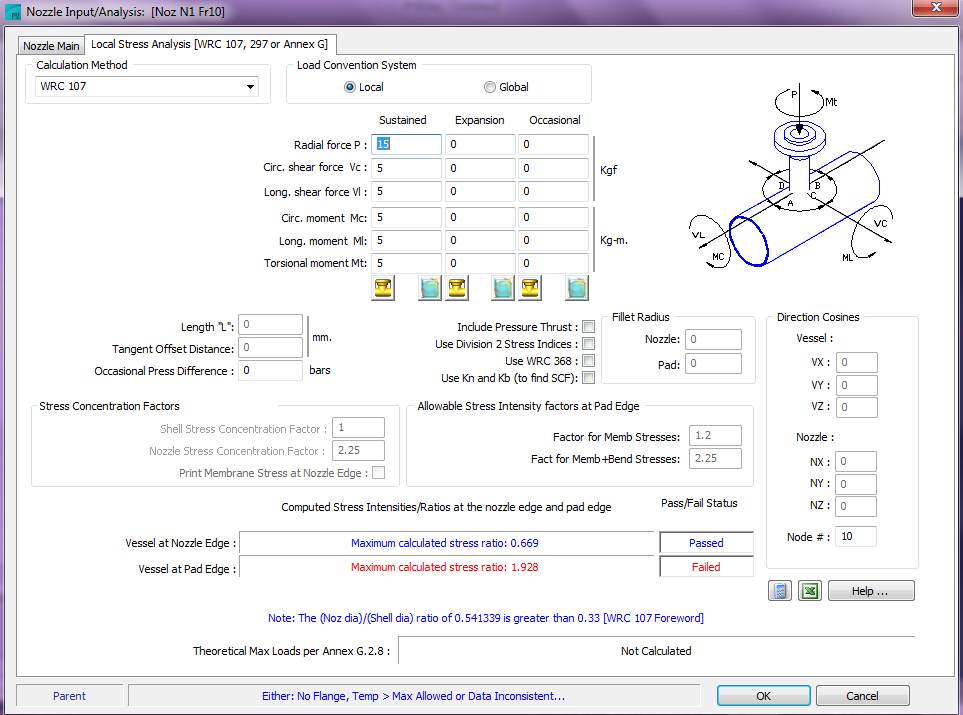 Nozzle Input/Analysis: [Noz N1 Fr10]
Nozzle Main
Local Stress Analysis [WRC 107, 297 or Annex G]
Calculation Method
WRC 107
Load Convention System
Local
Global
Sustained Expansion Occasional
Radial force P : 15 0 0
Circ. shear force Vc : 5 0 0
Kgf
Long. shear force Vl : 5 0 0
Circ. moment Mc: 5 0 0
Long. moment Ml: 5 0 0
Kg-m.
Torsional moment Mt: 5 0 0
P
Mt
D
B
A
C
VL
MC
VC
ML
Length "L": 0
mm.
Tangent Offset Distance: 0
Occasional Press Difference : 0 bars
Include Pressure Thrust :
Use Division 2 Stress Indices :
Use WRC 368 :
Use Kn and Kb (to find SCF):
Fillet Radius
Nozzle: 0
Pad: 0
Direction Cosines
Vessel :
VX : 0
VY : 0
VZ : 0
Nozzle :
NX : 0
NY : 0
NZ : 0
Node # : 10
Stress Concentration Factors
Shell Stress Concentration Factor : 1
Nozzle Stress Concentration Factor : 2.25
Print Membrane Stress at Nozzle Edge :
Allowable Stress Intensity factors at Pad Edge
Factor for Memb Stresses: 1.2
Fact for Memb+Bend Stresses: 2.25
Computed Stress Intensities/Ratios at the nozzle edge and pad edge
Pass/Fail Status
Vessel at Nozzle Edge : Maximum calculated stress ratio: 0.669 Passed
Vessel at Pad Edge : Maximum calculated stress ratio: 1.928 Failed
Help ...
Note: The (Noz dia)/(Shell dia) ratio of 0.541339 is greater than 0.33 [WRC 107 Foreword]
Theoretical Max Loads per Annex G.2.8 : Not Calculated
Parent
Either: No Flange, Temp > Max Allowed or Data Inconsistent...
OK
Cancel